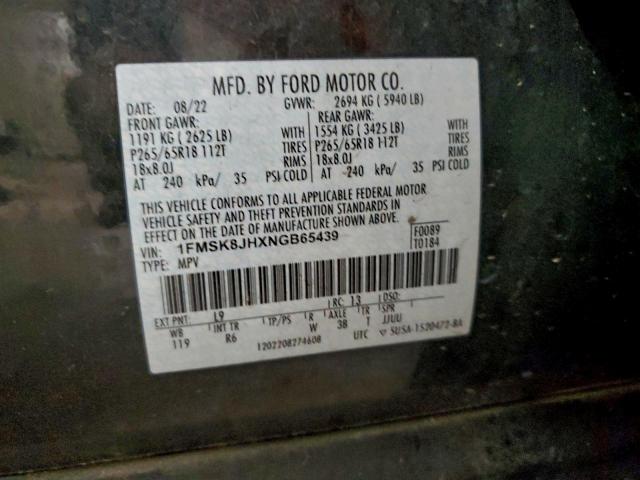 MFD. BY FORD MOTOR CO.
DATE: 08/22 GVWR: 2694 KG ( 5940 LB)
FRONT GAWR: REAR GAWR:
1191 KG ( 2625 LB) WITH 1554 KG ( 3425 LB) WITH
P265/65R18 112T TIRES P265/65R18 112T TIRES
18x8.0J RIMS 18x8.0J RIMS
AT 240 kPa/ 35 PSI COLD AT 240 kPa/ 35 PSI COLD
THIS VEHICLE CONFORMS TO ALL APPLICABLE FEDERAL MOTOR
VEHICLE SAFETY AND THEFT PREVENTION STANDARDS IN
EFFECT ON THE DATE OF MANUFACTURE SHOWN ABOVE.
VIN: 1FMSK8JHXNGB65439 F0089
TYPE: MPV T0184
EXT PNT: L9 RC: 13 DSO:
WB INT TR TP/PS R AXLE TR SPR
119 R6 W 38 T JJUU
1202208274608 UTC ▽ 5U5A-1520472-BA